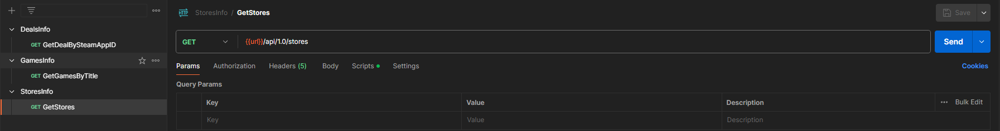 HTTP StoresInfo / GetStores Save
DealsInfo
GET GetDealBySteamAppID
GET {{url}}/api/1.0/stores Send
GamesInfo
Params Authorization Headers (5) Body Scripts Settings Cookies
GET GetGamesByTitle
Query Params
StoresInfo
Key Value Description Bulk Edit
GET GetStores
Key Value Description